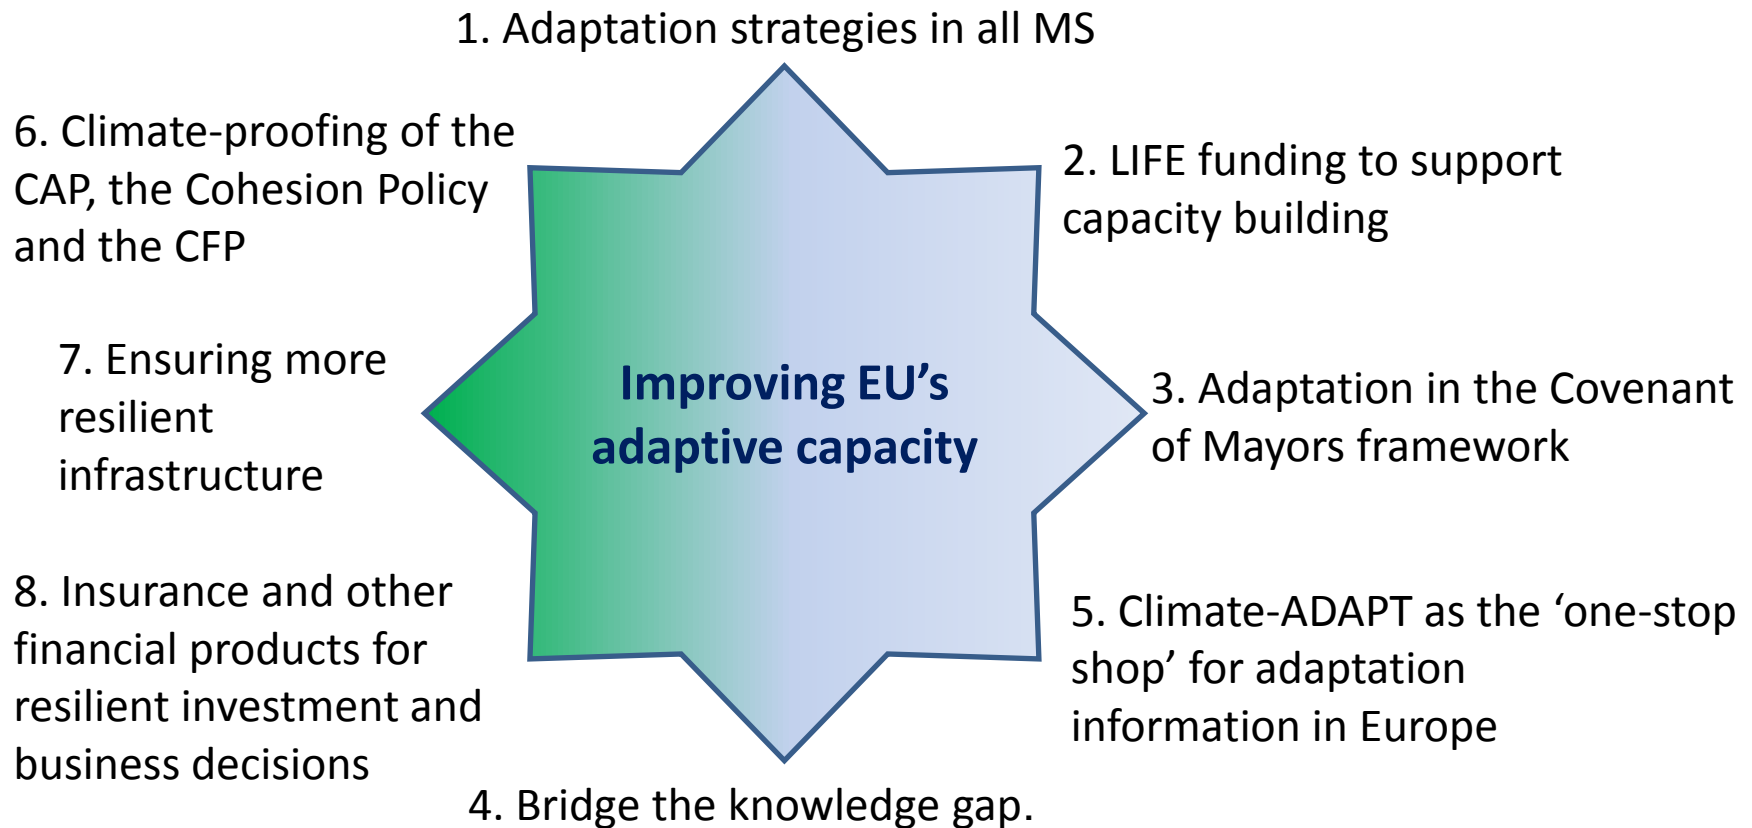 1. Adaptation strategies in all MS
6. Climate-proofing of the
CAP, the Cohesion Policy
and the CFP
2. LIFE funding to support
capacity building
7. Ensuring more
resilient
infrastructure
Improving EU’s
adaptive capacity
3. Adaptation in the Covenant
of Mayors framework
8. Insurance and other
financial products for
resilient investment and
business decisions
5. Climate-ADAPT as the ‘one-stop
shop’ for adaptation
information in Europe
4. Bridge the knowledge gap.